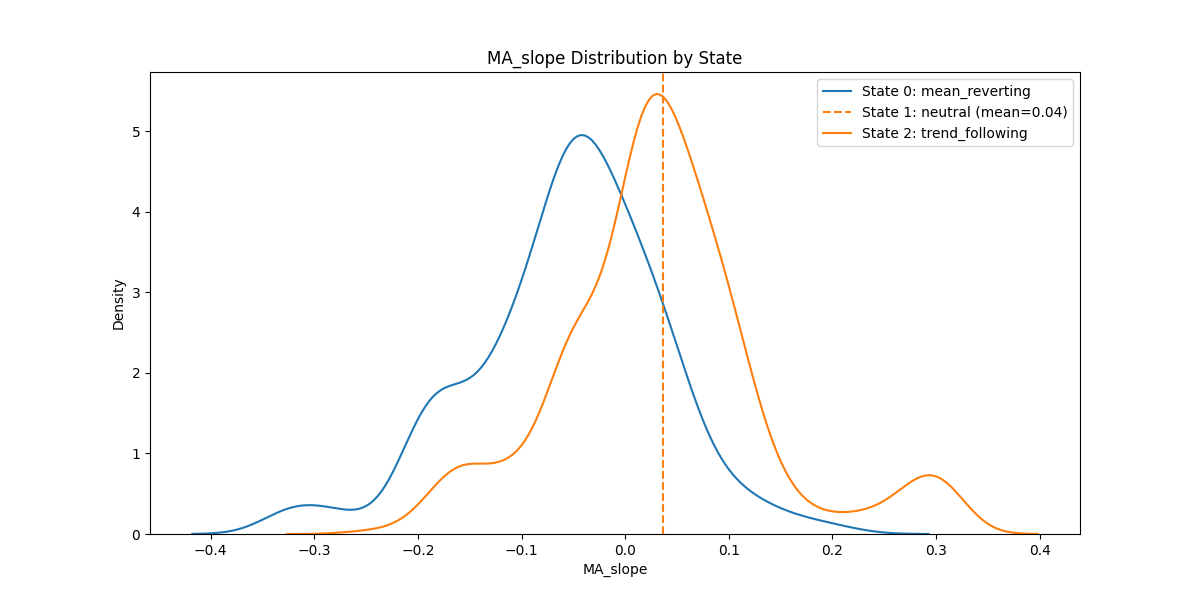 MA_slope Distribution by State
State 0: mean_reverting
State 1: neutral (mean=0.04)
State 2: trend_following
Density
5
4
3
2
1
0
−0.4 −0.3 −0.2 −0.1 0.0 0.1 0.2 0.3 0.4
MA_slope